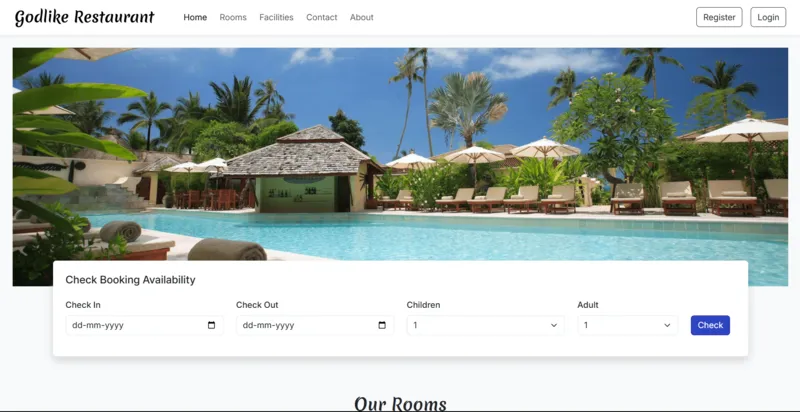 Godlike Restaurant Home Rooms Facilities Contact About Register Login
Check Booking Availability
Check In Check Out Children Adult
dd-mm-yyyy dd-mm-yyyy 1 1 Check
Our Rooms